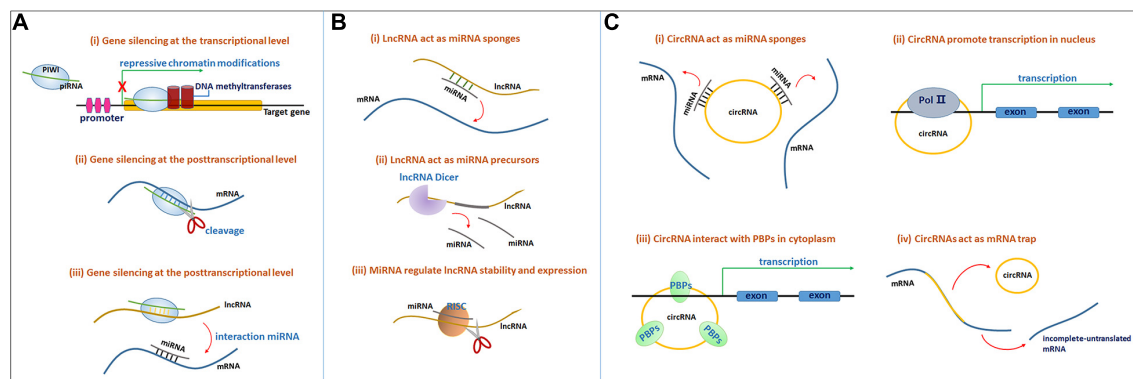 A
(i) Gene silencing at the transcriptional level
PIWI
piRNA
repressive chromatin modifications
X
DNA methyltransferases
promoter
Target gene
(ii) Gene silencing at the posttranscriptional level
mRNA
cleavage
(iii) Gene silencing at the posttranscriptional level
lncRNA
interaction miRNA
miRNA
mRNA
B
(i) LncRNA act as miRNA sponges
miRNA
lncRNA
mRNA
(ii) LncRNA act as miRNA precursors
lncRNA Dicer
lncRNA
miRNA
miRNA
(iii) MiRNA regulate lncRNA stability and expression
miRNA
RISC
lncRNA
C
(i) CircRNA act as miRNA sponges
mRNA
miRNA
miRNA
circRNA
mRNA
(ii) CircRNA promote transcription in nucleus
transcription
Pol II
circRNA
exon
exon
(iii) CircRNA interact with PBPs in cytoplasm
transcription
PBPs
exon
exon
circRNA
PBPs
PBPs
(iv) CircRNAs act as mRNA trap
mRNA
circRNA
incomplete-untranslated
mRNA